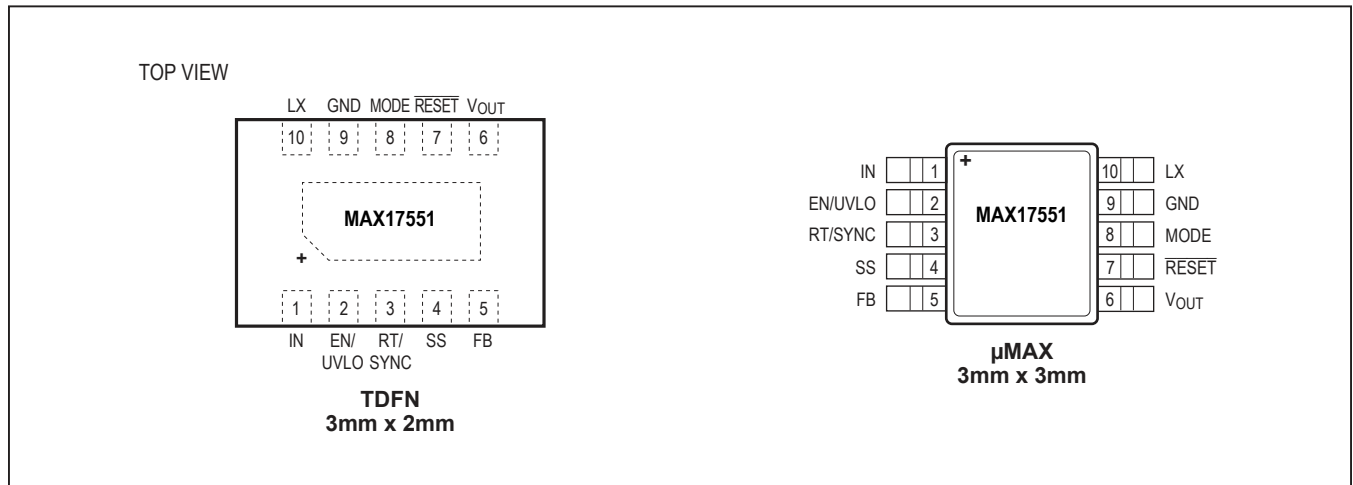 TOP VIEW
LX GND MODE RESET VOUT
10 9 8 7 6
MAX17551
+
1 2 3 4 5
IN EN/ RT/ SS FB
UVLO SYNC
TDFN
3mm x 2mm
+
IN 1 10 LX
EN/UVLO 2 MAX17551 9 GND
RT/SYNC 3 8 MODE
SS 4 7 RESET
FB 5 6 VOUT
µMAX
3mm x 3mm